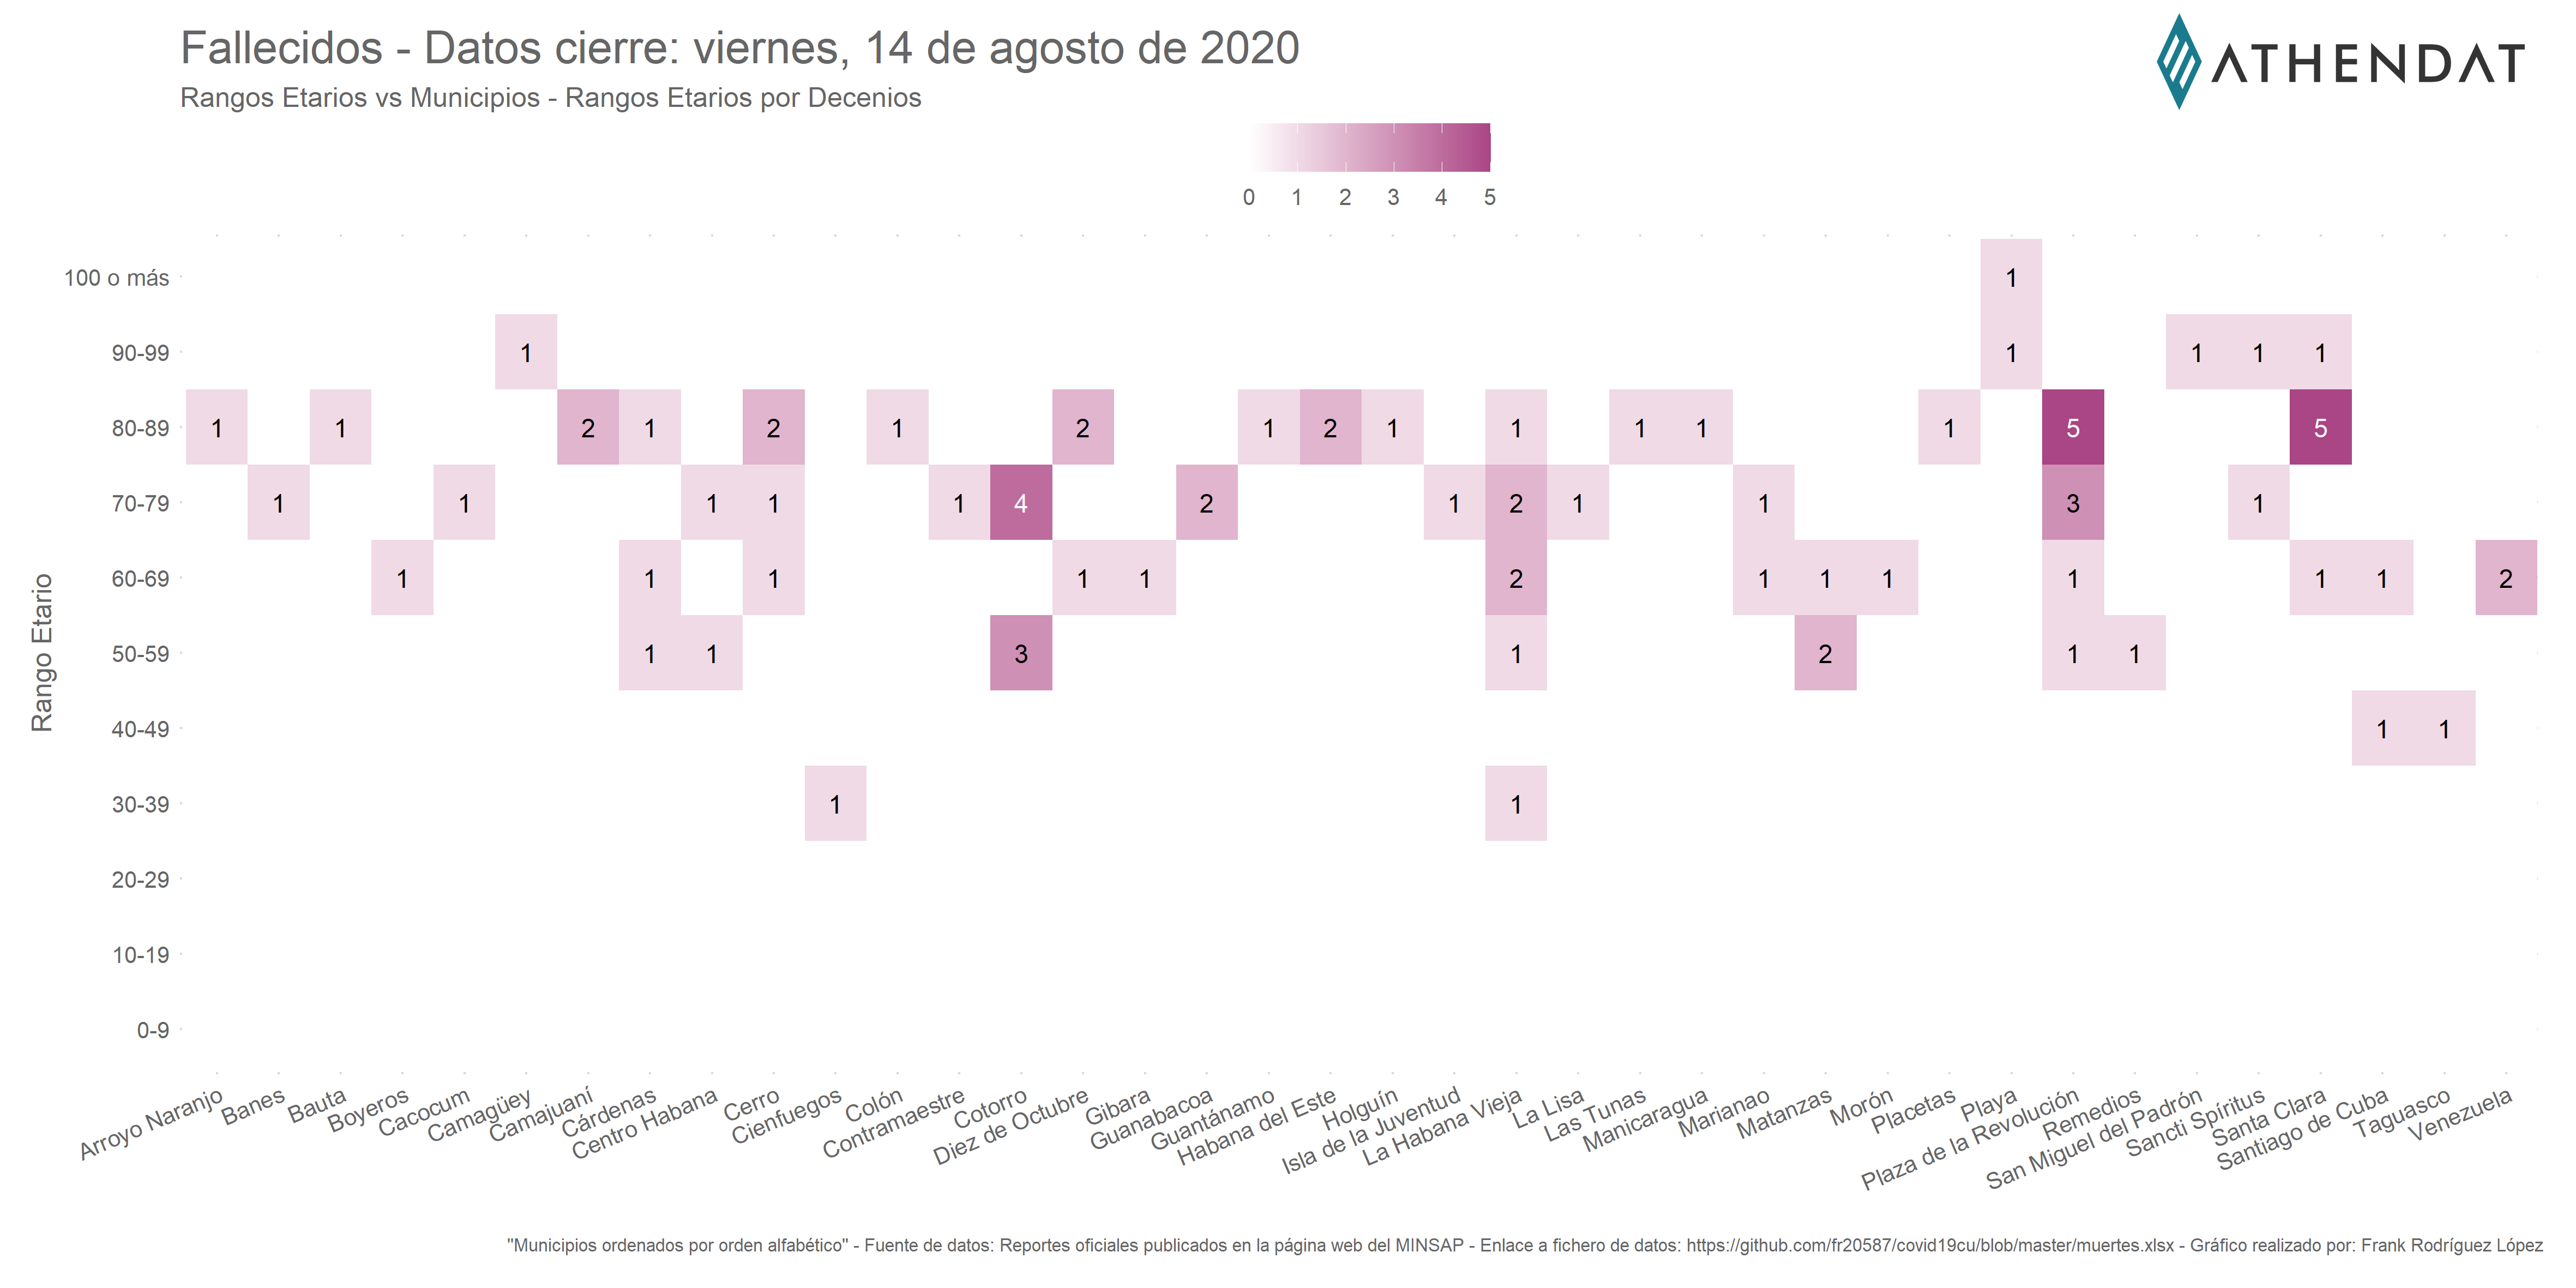 Fallecidos - Datos cierre: viernes, 14 de agosto de 2020
Rangos Etarios vs Municipios - Rangos Etarios por Decenios
ATHENDAT
0 1 2 3 4 5
Rango Etario
100 o más 1
90-99 1 1 1 1 1
80-89 1 1 2 1 2 1 2 1 2 1 1 1 1 1 5 5
70-79 1 1 1 1 1 4 2 1 2 1 1 3 1
60-69 1 1 1 1 1 2 1 1 1 1 1 1 2
50-59 1 1 3 1 2 1 1
40-49 1 1
30-39 1 1
20-29
10-19
0-9
Arroyo Naranjo
Banes
Bauta
Boyeros
Cacocum
Camagüey
Camajuaní
Cárdenas
Centro Habana
Cerro
Cienfuegos
Colón
Contramaestre
Cotorro
Diez de Octubre
Gibara
Guanabacoa
Guantánamo
Habana del Este
Holguín
Isla de la Juventud
La Habana Vieja
La Lisa
Las Tunas
Manicaragua
Marianao
Matanzas
Morón
Placetas
Playa
Plaza de la Revolución
Remedios
San Miguel del Padrón
Sancti Spíritus
Santa Clara
Santiago de Cuba
Taguasco
Venezuela
"Municipios ordenados por orden alfabético" - Fuente de datos: Reportes oficiales publicados en la página web del MINSAP - Enlace a fichero de datos: https://github.com/fr20587/covid19cu/blob/master/muertes.xlsx - Gráfico realizado por: Frank Rodríguez López